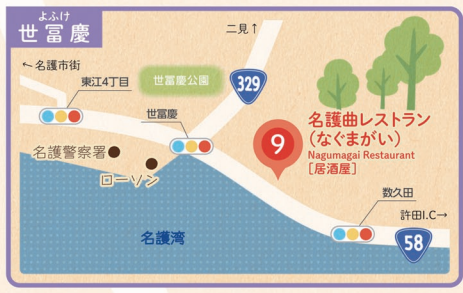 よふけ
世冨慶
二見↑
←名護市街
東江4丁目
世冨慶公園
329
世冨慶
名護曲レストラン
(なぐまがい)
Nagumagai Restaurant
[居酒屋]
9
名護警察署
ローソン
数久田
許田I.C→
名護湾
58